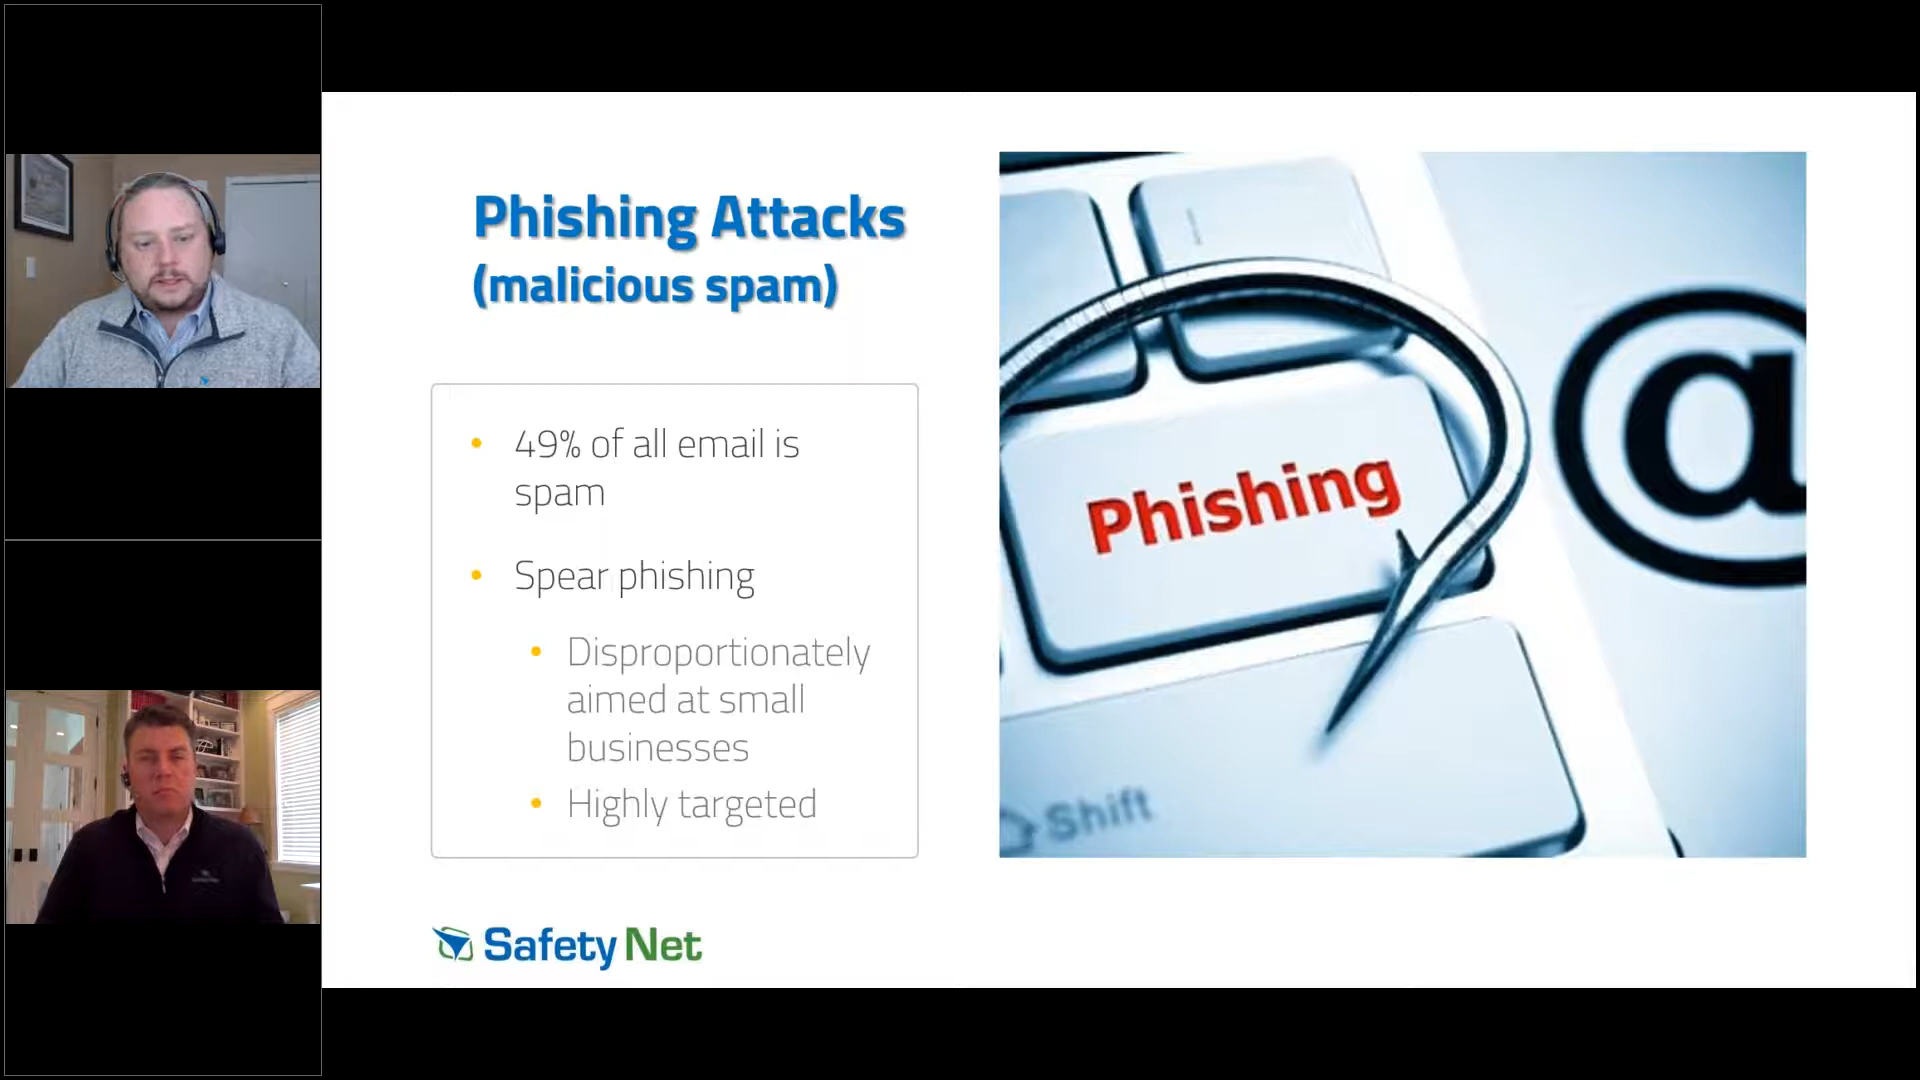 Phishing Attacks
(malicious spam)
49% of all email is
spam
Spear phishing
Disproportionately
aimed at small
businesses
Highly targeted
Safety Net
Phishing
@
Shift